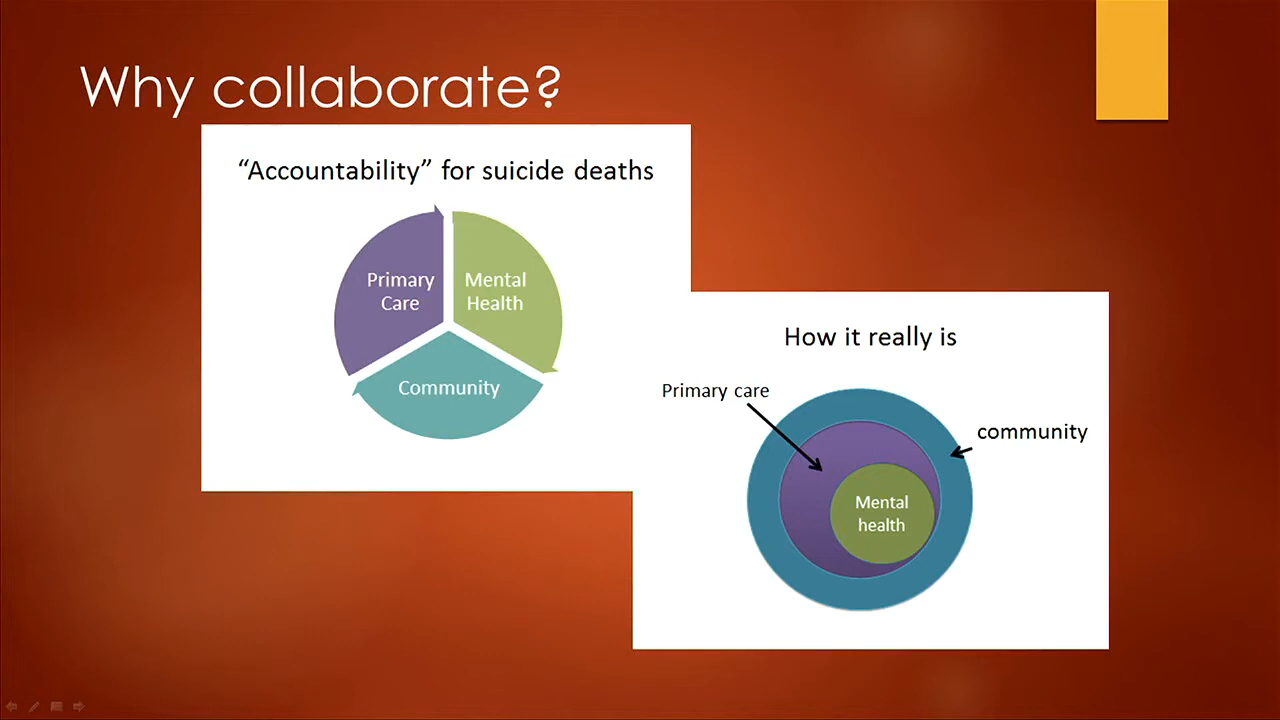 Why collaborate?
“Accountability” for suicide deaths
Primary
Care
Mental
Health
Community
How it really is
Primary care
community
Mental
health